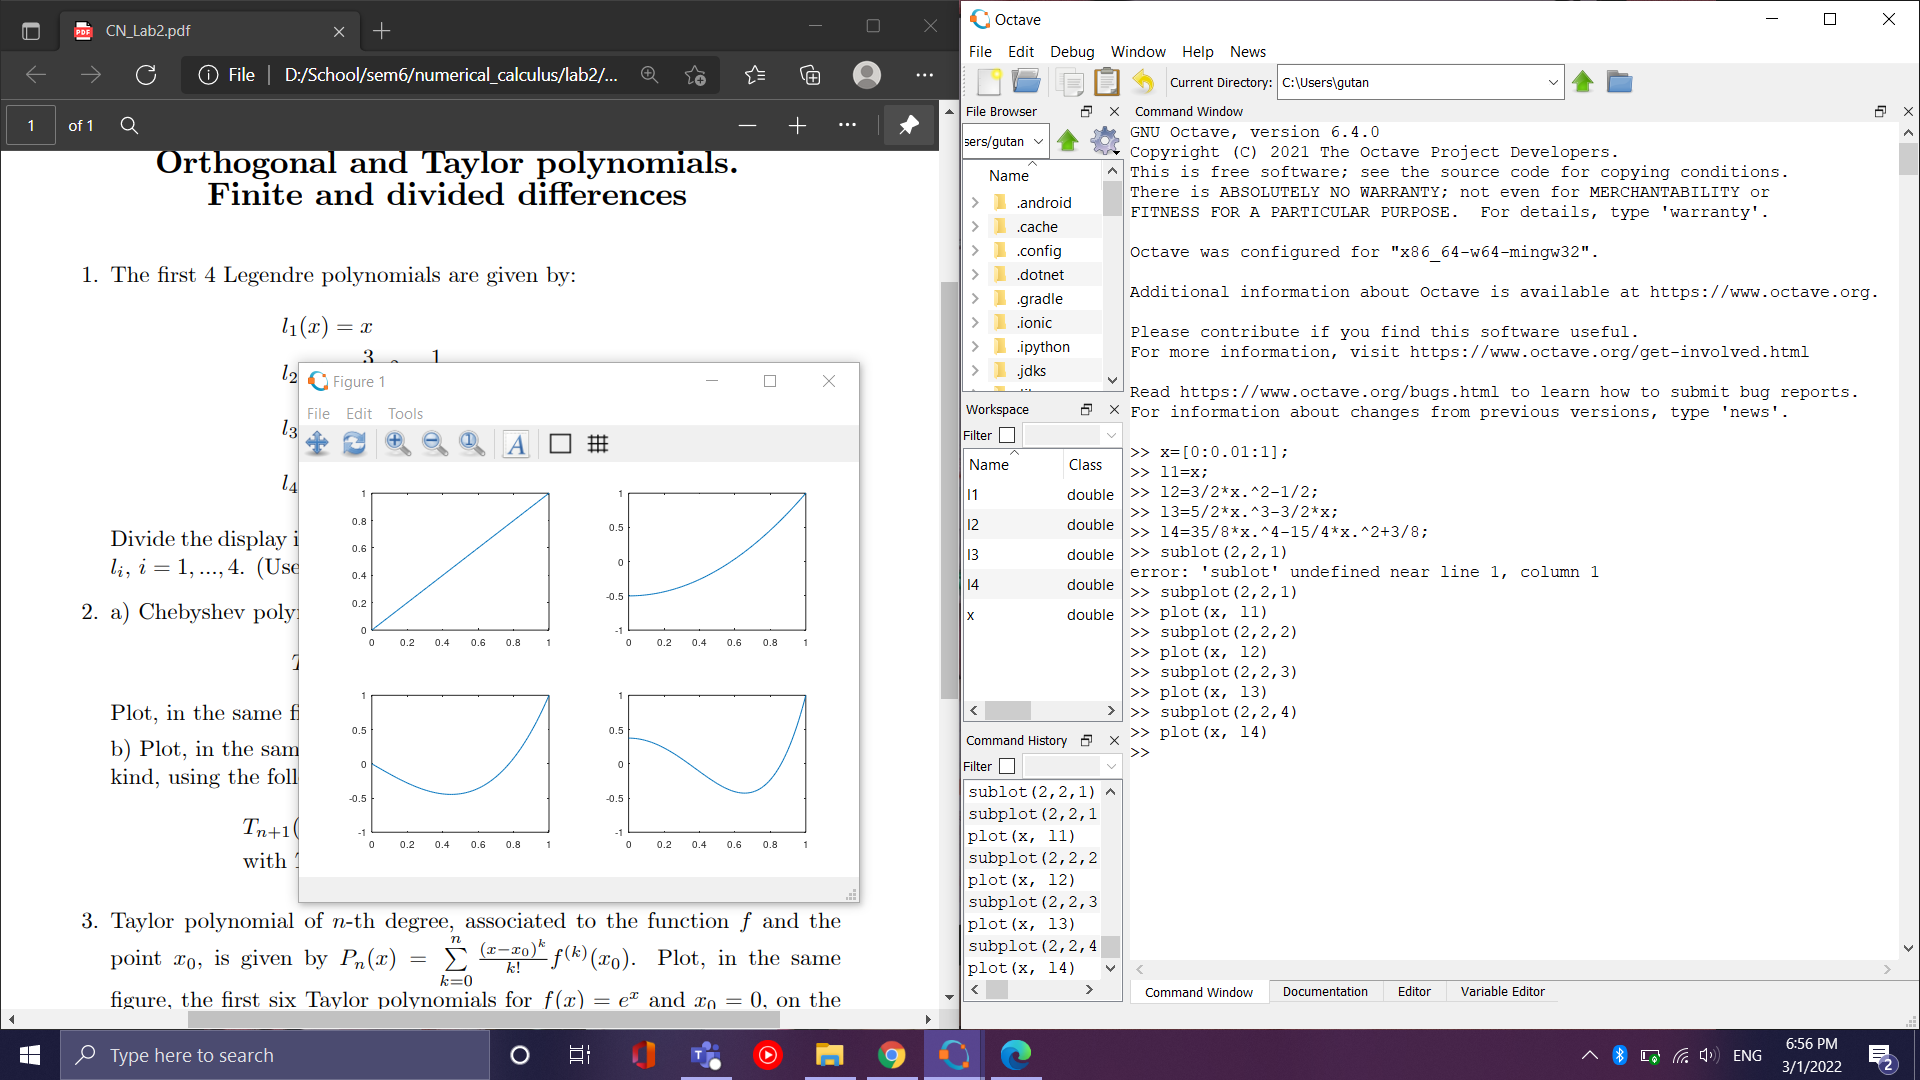 CN_Lab2.pdf
File
D:/School/sem6/numerical_calculus/lab2/...
1
of 1
Orthogonal and Taylor polynomials.
Finite and divided differences
1. The first 4 Legendre polynomials are given by:
l₁(x) = x
l₂
3
1
l₃
l₄
Divide the display i
lᵢ, i = 1, ..., 4. (Use
2. a) Chebyshev poly
Plot, in the same fi
b) Plot, in the sam
kind, using the foll
Tₙ₊₁(
with
3. Taylor polynomial of n-th degree, associated to the function f and the
point x₀, is given by Pₙ(x) = ∑ₖ₌₀ⁿ (x−x₀)ᵏ/k! f⁽ᵏ⁾(x₀). Plot, in the same
figure, the first six Taylor polynomials for f(x) = eˣ and x₀ = 0, on the
Figure 1
File Edit Tools
A
1
0.8
0.6
0.4
0.2
0
0 0.2 0.4 0.6 0.8 1
1
0.5
0
-0.5
-1
0 0.2 0.4 0.6 0.8 1
1
0.5
0
-0.5
-1
0 0.2 0.4 0.6 0.8 1
1
0.5
0
-0.5
-1
0 0.2 0.4 0.6 0.8 1
Octave
File Edit Debug Window Help News
Current Directory: C:\Users\gutan
File Browser
sers/gutan
Name
.android
.cache
.config
.dotnet
.gradle
.ionic
.ipython
.jdks
Workspace
Filter
Name Class
l1 double
l2 double
l3 double
l4 double
x double
Command History
Filter
sublot(2,2,1)
subplot(2,2,1
plot(x, l1)
subplot(2,2,2
plot(x, l2)
subplot(2,2,3
plot(x, l3)
subplot(2,2,4
plot(x, l4)
Command Window
GNU Octave, version 6.4.0
Copyright (C) 2021 The Octave Project Developers.
This is free software; see the source code for copying conditions.
There is ABSOLUTELY NO WARRANTY; not even for MERCHANTABILITY or
FITNESS FOR A PARTICULAR PURPOSE.  For details, type 'warranty'.
Octave was configured for "x86_64-w64-mingw32".
Additional information about Octave is available at https://www.octave.org.
Please contribute if you find this software useful.
For more information, visit https://www.octave.org/get-involved.html
Read https://www.octave.org/bugs.html to learn how to submit bug reports.
For information about changes from previous versions, type 'news'.
>> x=[0:0.01:1];
>> l1=x;
>> l2=3/2*x.^2-1/2;
>> l3=5/2*x.^3-3/2*x;
>> l4=35/8*x.^4-15/4*x.^2+3/8;
>> sublot(2,2,1)
error: 'sublot' undefined near line 1, column 1
>> subplot(2,2,1)
>> plot(x, l1)
>> subplot(2,2,2)
>> plot(x, l2)
>> subplot(2,2,3)
>> plot(x, l3)
>> subplot(2,2,4)
>> plot(x, l4)
>>
Command Window Documentation Editor Variable Editor
Type here to search
ENG
6:56 PM
3/1/2022
2